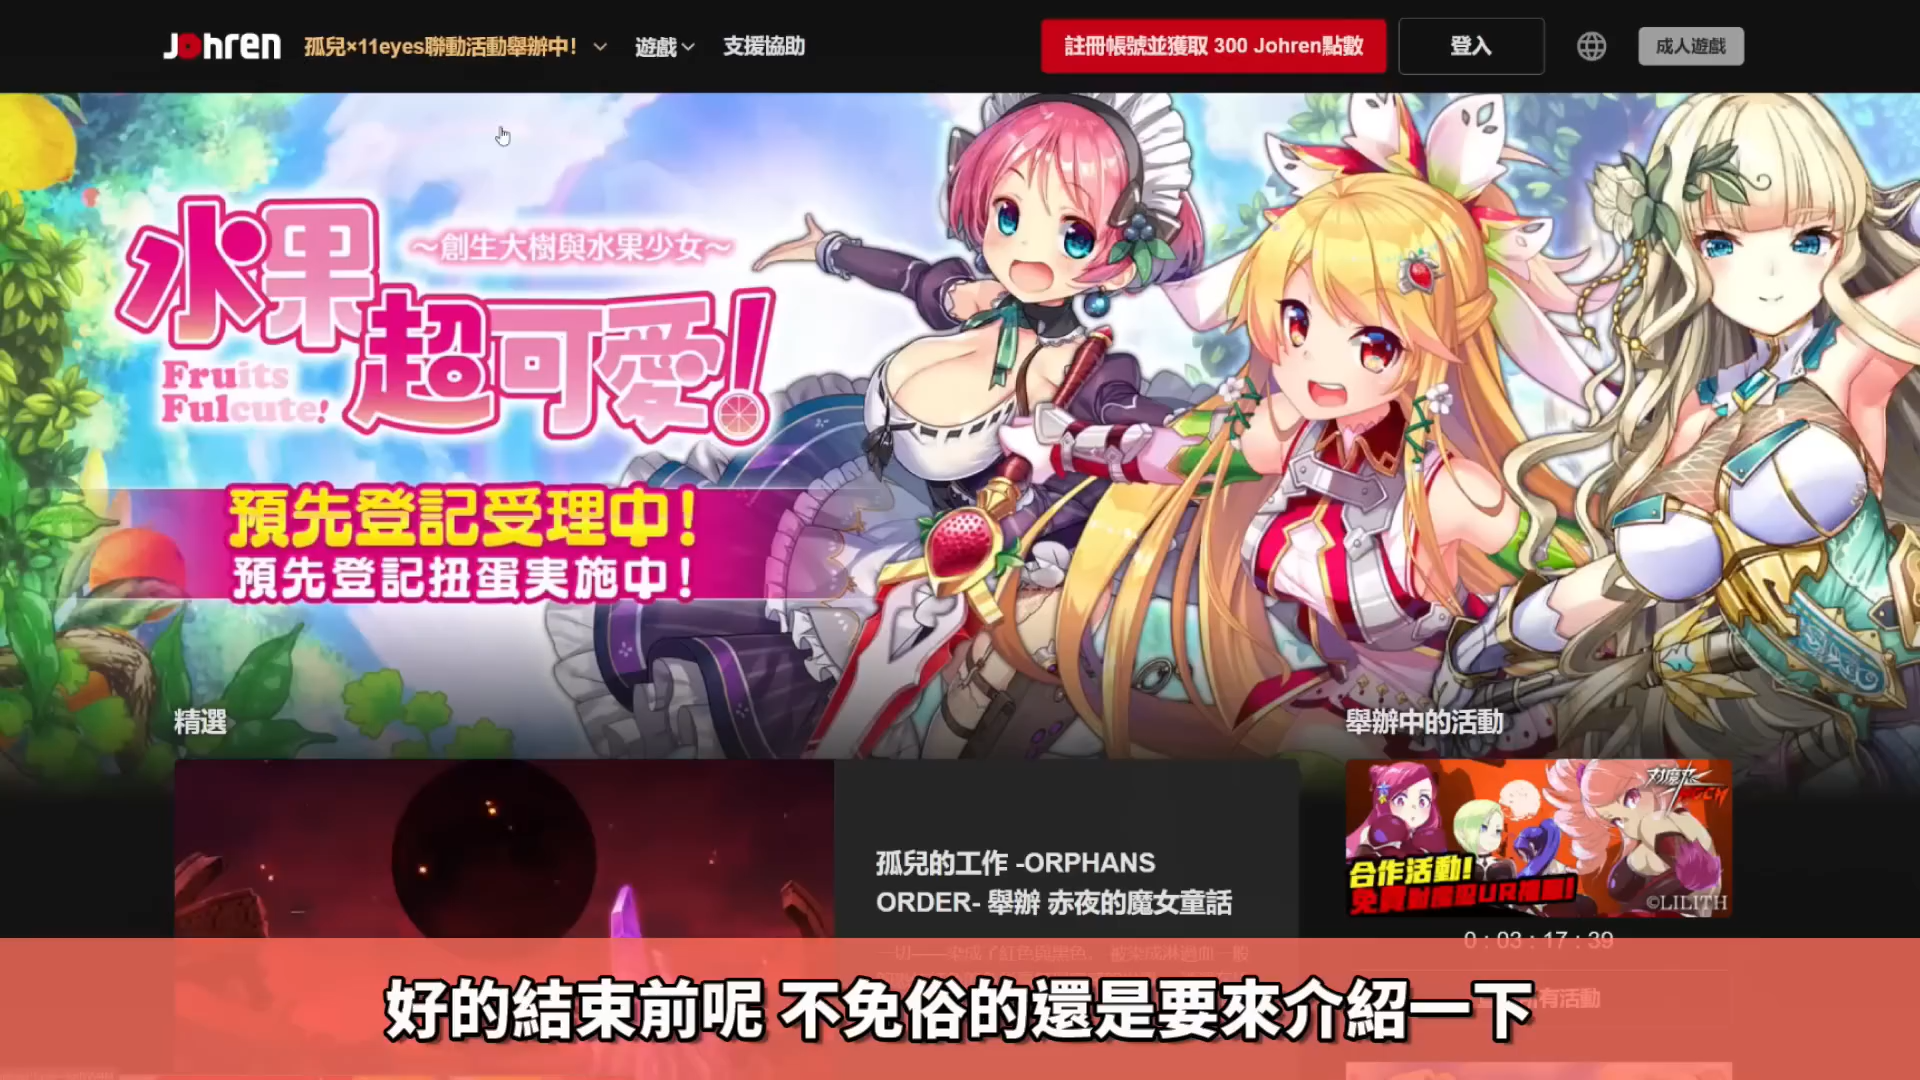 Johren
孤兒×11eyes聯動活動舉辦中!
遊戲
支援協助
註冊帳號並獲取 300 Johren點數
登入
成人遊戲
水果超可愛!
～創生大樹與水果少女～
Fruits
Fulcute!
預先登記受理中!
預先登記扭蛋実施中!
精選
舉辦中的活動
孤兒的工作 -ORPHANS
ORDER- 舉辦 赤夜的魔女童話
合作活動!
©LILITH
0 : 03 : 17 : 39
有活動
好的結束前呢 不免俗的還是要來介紹一下